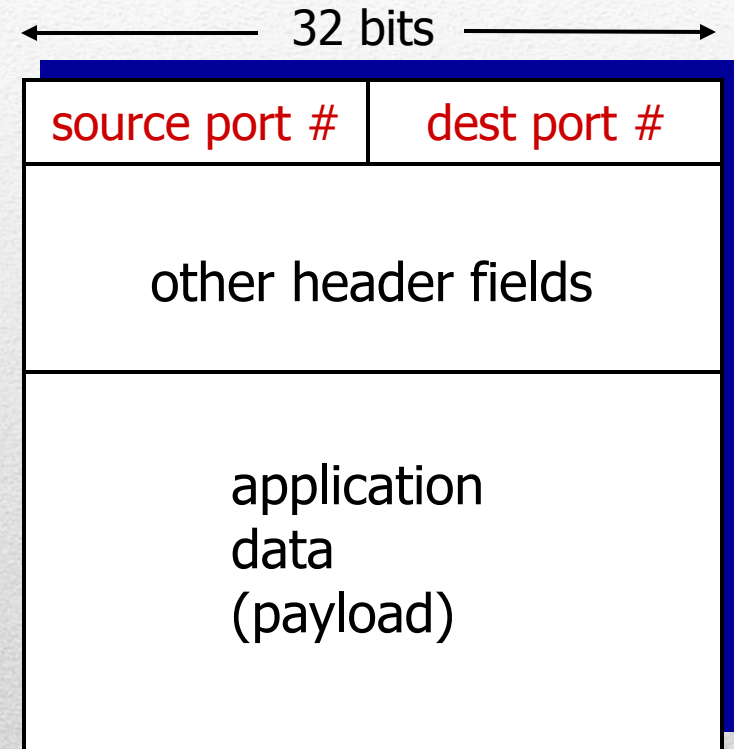 32 bits
source port # dest port #
other header fields
application
data
(payload)